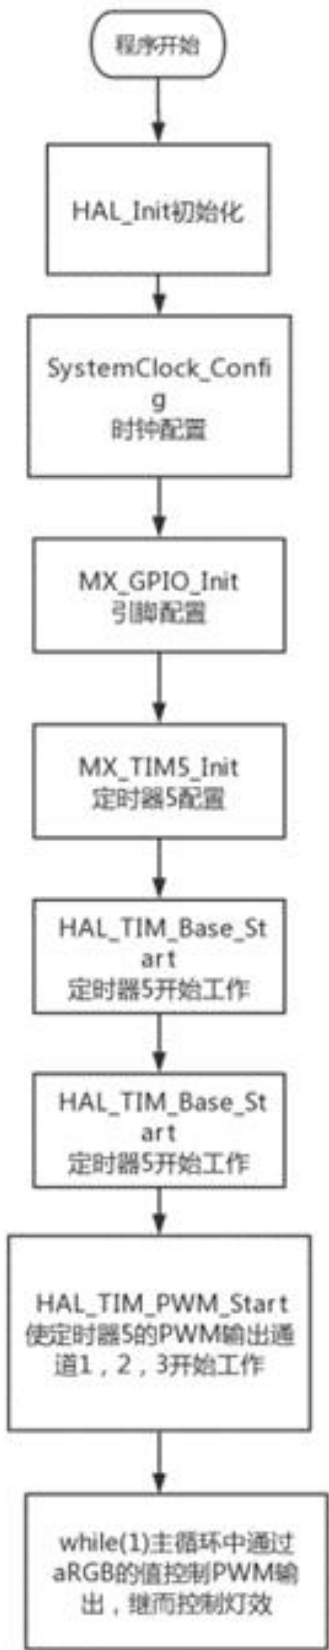 程序开始
HAL_Init初始化
SystemClock_Confi
g
时钟配置
MX_GPIO_Init
引脚配置
MX_TIM5_Init
定时器5配置
HAL_TIM_Base_St
art
定时器5开始工作
HAL_TIM_Base_St
art
定时器5开始工作
HAL_TIM_PWM_Start
使定时器5的PWM输出通
道1，2，3开始工作
while(1)主循环中通过
aRGB的值控制PWM输
出，继而控制灯效